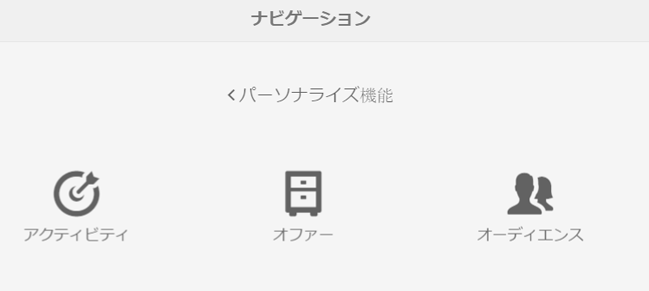 ナビゲーション
パーソナライズ機能
アクティビティ
オファー
オーディエンス